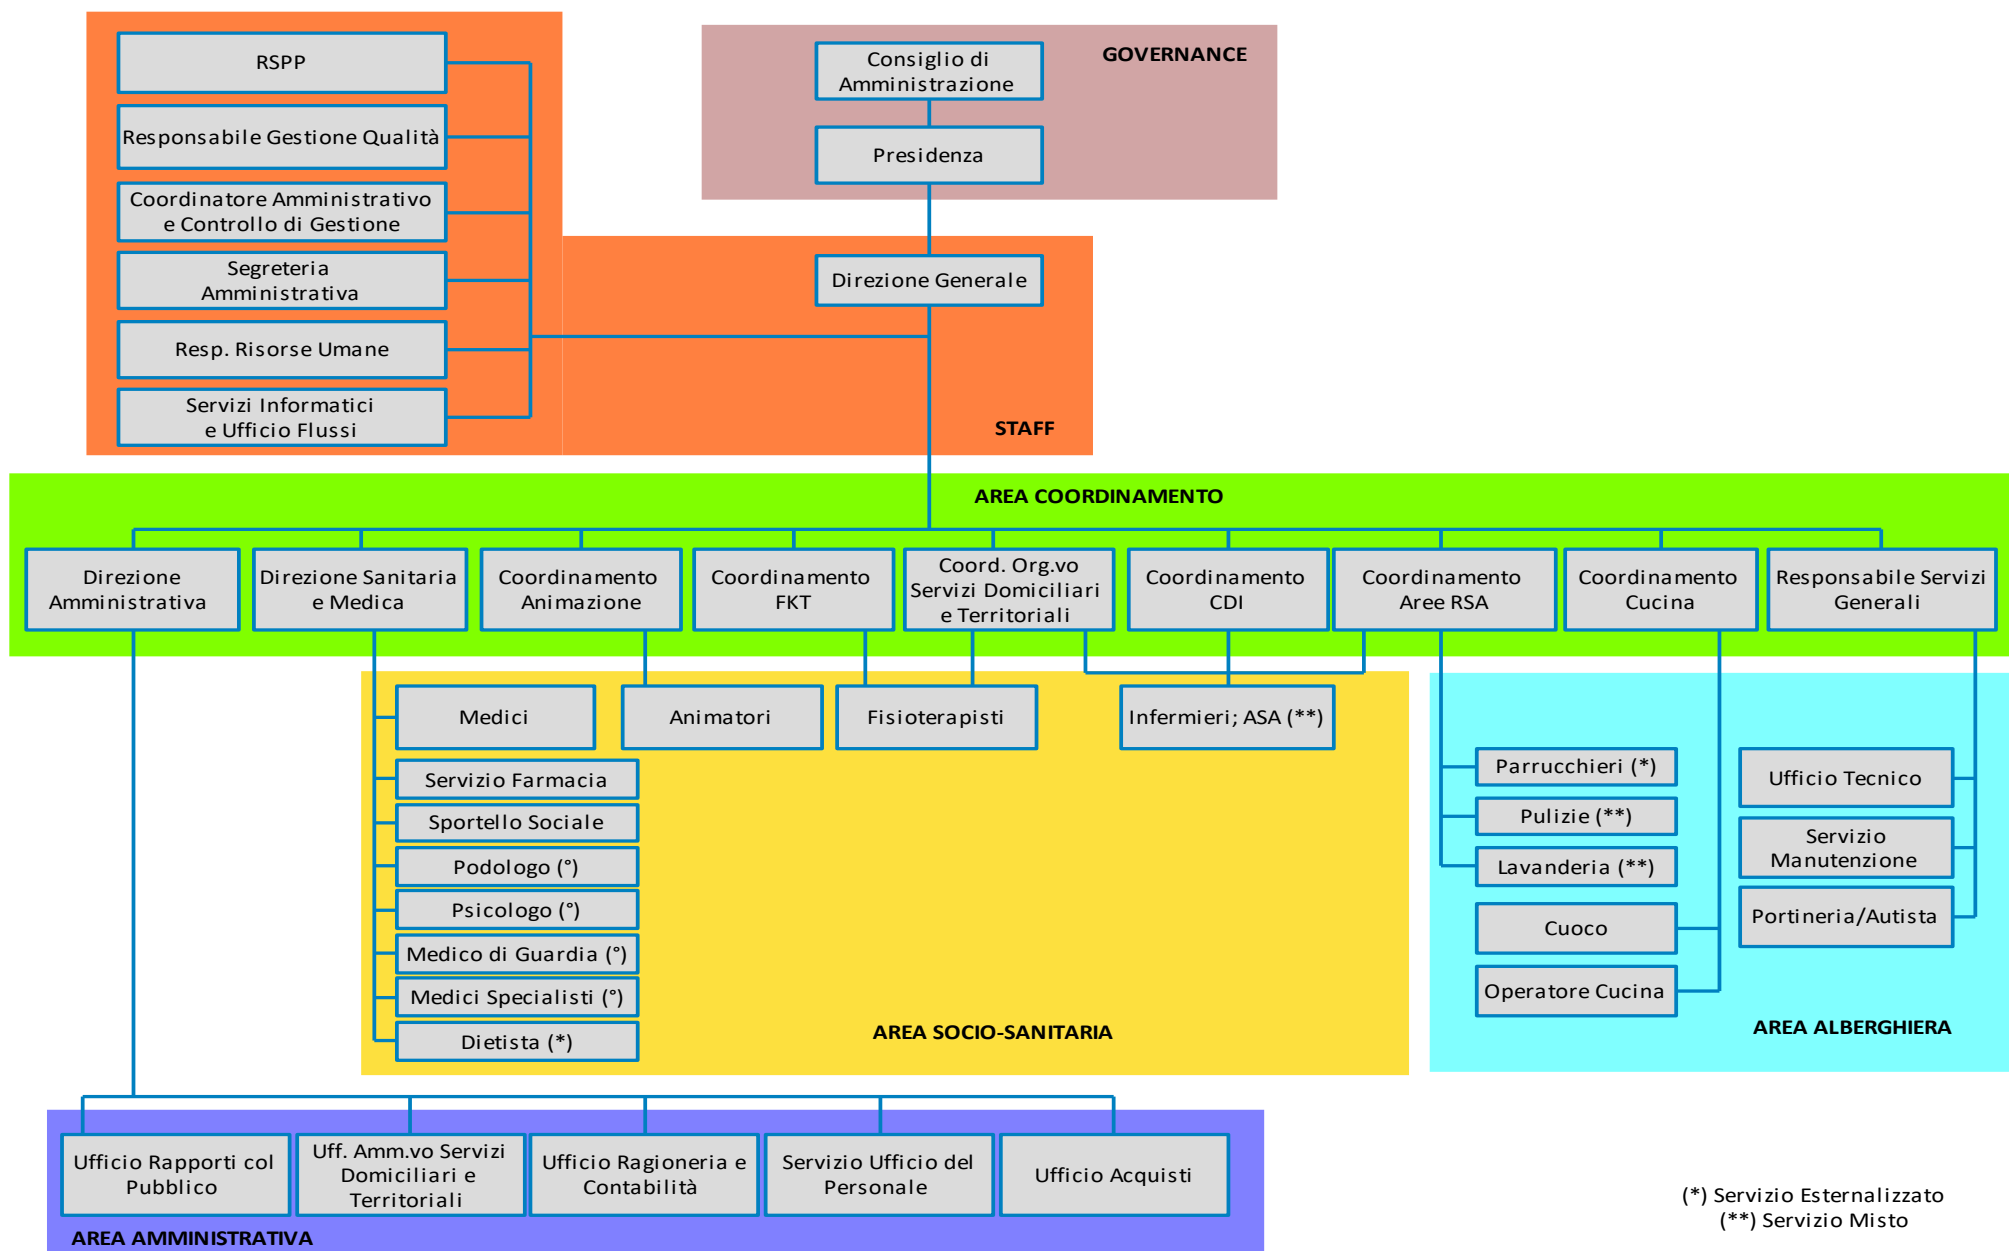 RSPP
Responsabile Gestione Qualità
Coordinatore Amministrativo
e Controllo di Gestione
Segreteria
Amministrativa
Resp. Risorse Umane
Servizi Informatici
e Ufficio Flussi
GOVERNANCE
Consiglio di
Amministrazione
Presidenza
Direzione Generale
STAFF
AREA COORDINAMENTO
Direzione
Amministrativa
Direzione Sanitaria
e Medica
Coordinamento
Animazione
Coordinamento
FKT
Coord. Org.vo
Servizi Domiciliari
e Territoriali
Coordinamento
CDI
Coordinamento
Aree RSA
Coordinamento
Cucina
Responsabile Servizi
Generali
Medici
Animatori
Fisioterapisti
Infermieri; ASA (**)
Servizio Farmacia
Sportello Sociale
Podologo (°)
Psicologo (°)
Medico di Guardia (°)
Medici Specialisti (°)
Dietista (*)
AREA SOCIO-SANITARIA
Parrucchieri (*)
Pulizie (**)
Lavanderia (**)
Cuoco
Operatore Cucina
Ufficio Tecnico
Servizio
Manutenzione
Portineria/Autista
AREA ALBERGHIERA
Ufficio Rapporti col
Pubblico
Uff. Amm.vo Servizi
Domiciliari e
Territoriali
Ufficio Ragioneria e
Contabilità
Servizio Ufficio del
Personale
Ufficio Acquisti
AREA AMMINISTRATIVA
(*) Servizio Esternalizzato
(**) Servizio Misto